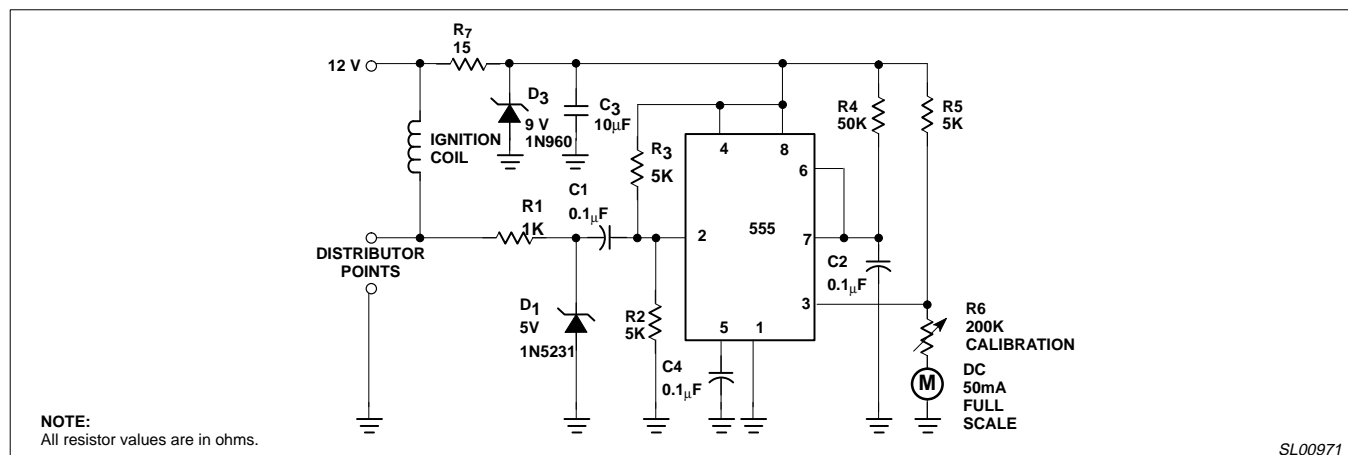 R7
15
12 V
D3
9 V
1N960
C3
10µF
R4
50K
R5
5K
IGNITION
COIL
R3
5K
4
8
6
C1
0.1µF
R1
1K
2
555
7
DISTRIBUTOR
POINTS
C2
0.1µF
3
D1
5V
1N5231
R2
5K
5
1
C4
0.1µF
R6
200K
CALIBRATION
M
DC
50mA
FULL
SCALE
NOTE:
All resistor values are in ohms.
SL00971